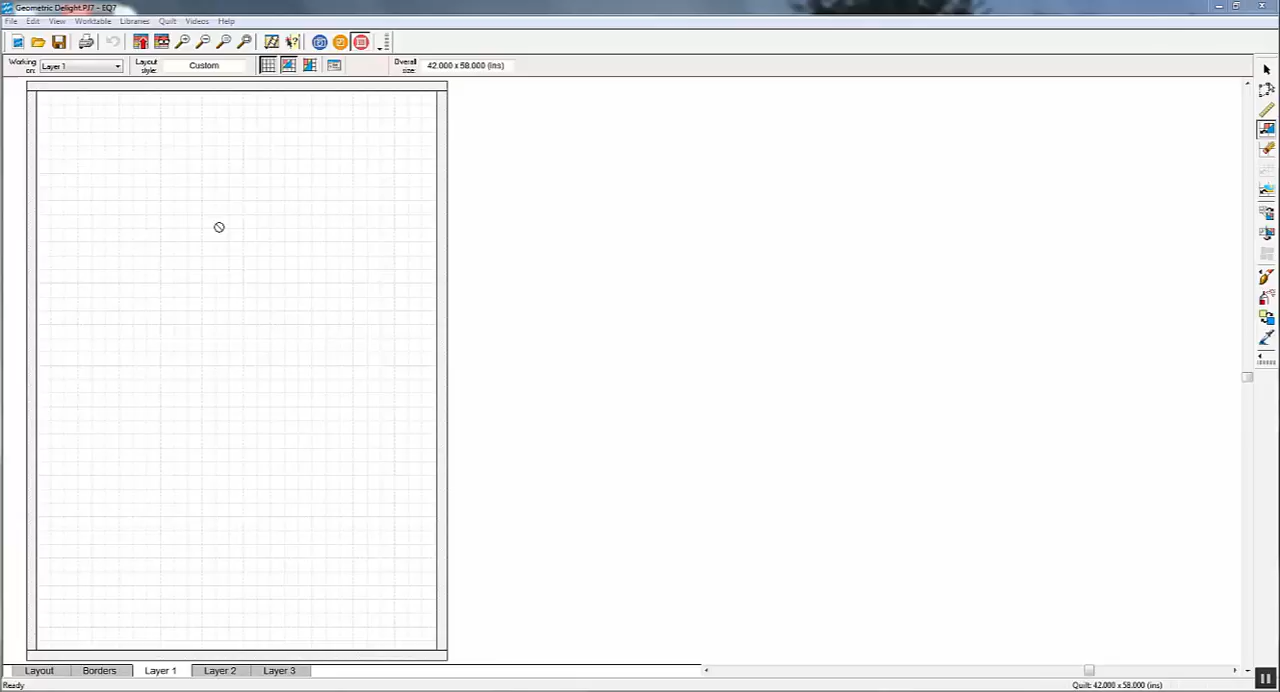 Geometric Delight.PJ7 - EQ7
File Edit View Worktable Libraries Quilt Videos Help
Working on: Layer 1 Layout style: Custom Overall size: 42.000 x 58.000 (ins)
Layout Borders Layer 1 Layer 2 Layer 3
Ready Quilt: 42.000 x 58.000 (ins)